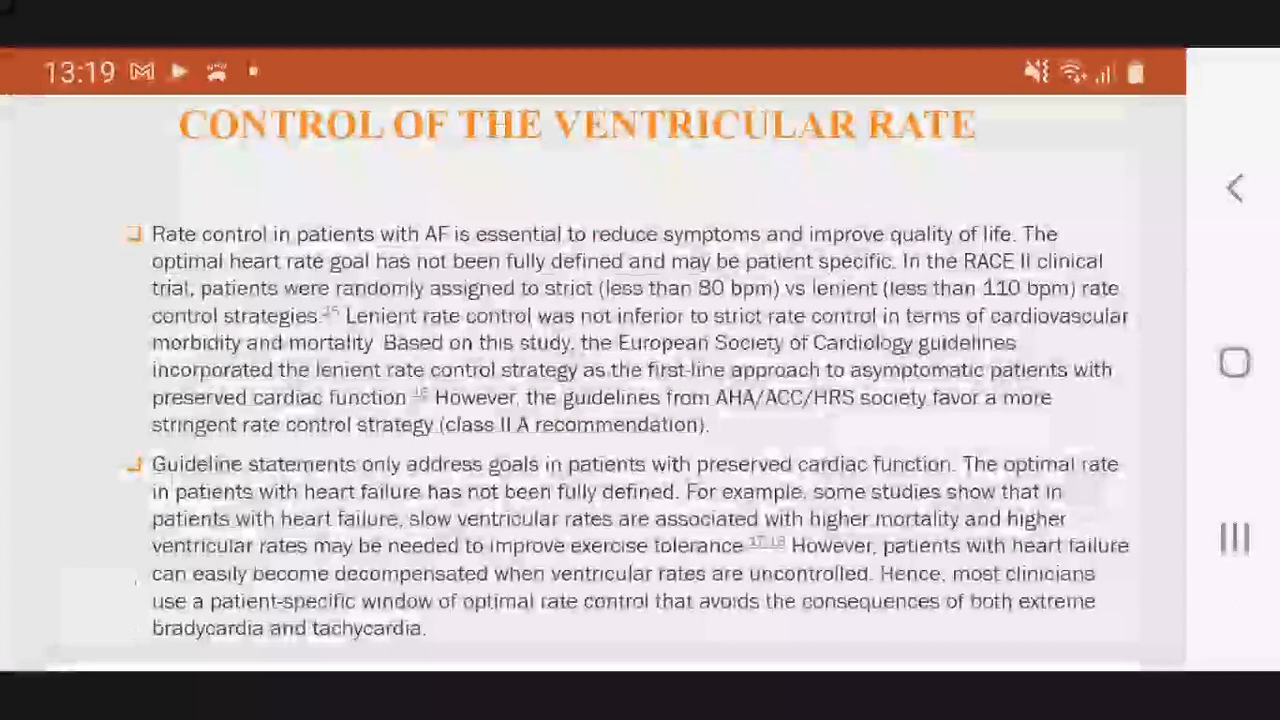 13:19
CONTROL OF THE VENTRICULAR RATE
Rate control in patients with AF is essential to reduce symptoms and improve quality of life. The
optimal heart rate goal has not been fully defined and may be patient specific. In the RACE II clinical
trial, patients were randomly assigned to strict (less than 80 bpm) vs lenient (less than 110 bpm) rate
control strategies. Lenient rate control was not inferior to strict rate control in terms of cardiovascular
morbidity and mortality. Based on this study, the European Society of Cardiology guidelines
incorporated the lenient rate control strategy as the first-line approach to asymptomatic patients with
preserved cardiac function. However, the guidelines from AHA/ACC/HRS society favor a more
stringent rate control strategy (class II A recommendation).
Guideline statements only address goals in patients with preserved cardiac function. The optimal rate
in patients with heart failure has not been fully defined. For example, some studies show that in
patients with heart failure, slow ventricular rates are associated with higher mortality and higher
ventricular rates may be needed to improve exercise tolerance. However, patients with heart failure
can easily become decompensated when ventricular rates are uncontrolled. Hence, most clinicians
use a patient-specific window of optimal rate control that avoids the consequences of both extreme
bradycardia and tachycardia.